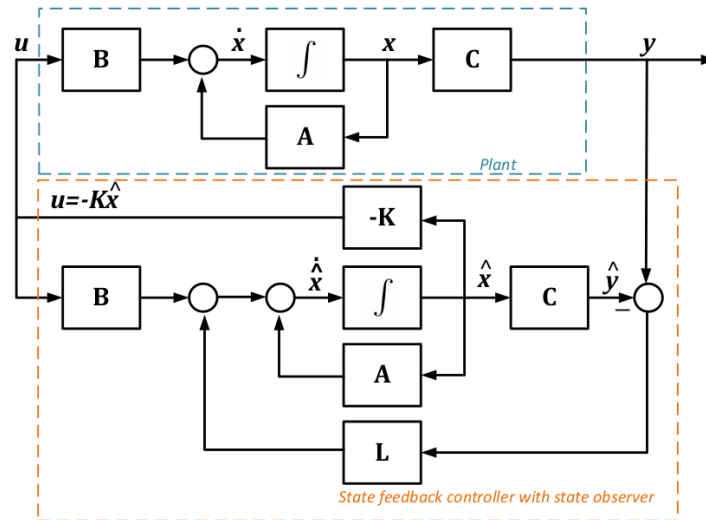 u B ẋ ∫ x C y
A
Plant
u=-Kx̂
-K
B x̂̇ ∫ x̂ C ŷ
−
A
L
State feedback controller with state observer